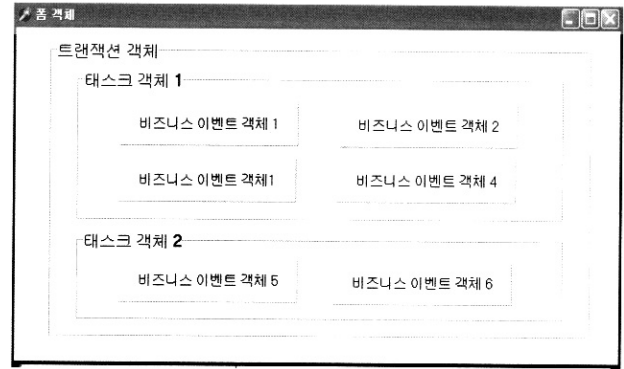 폼 객체
트랜잭션 객체
태스크 객체 1
비즈니스 이벤트 객체 1 비즈니스 이벤트 객체 2
비즈니스 이벤트 객체1 비즈니스 이벤트 객체 4
태스크 객체 2
비즈니스 이벤트 객체 5 비즈니스 이벤트 객체 6